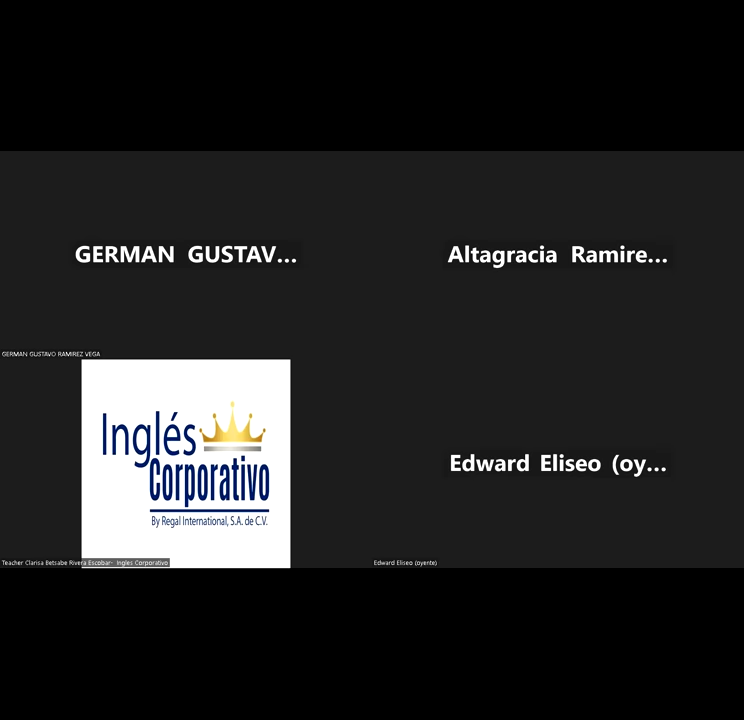 GERMAN GUSTAV...
Altagracia Ramire...
GERMAN GUSTAVO RAMIREZ VEGA
Inglés
Corporativo
By Regal International, S.A. de C.V.
Edward Eliseo (oy...
Teacher Clarisa Betsabe Rivera Escobar- Ingles Corporativo
Edward Eliseo (oyente)